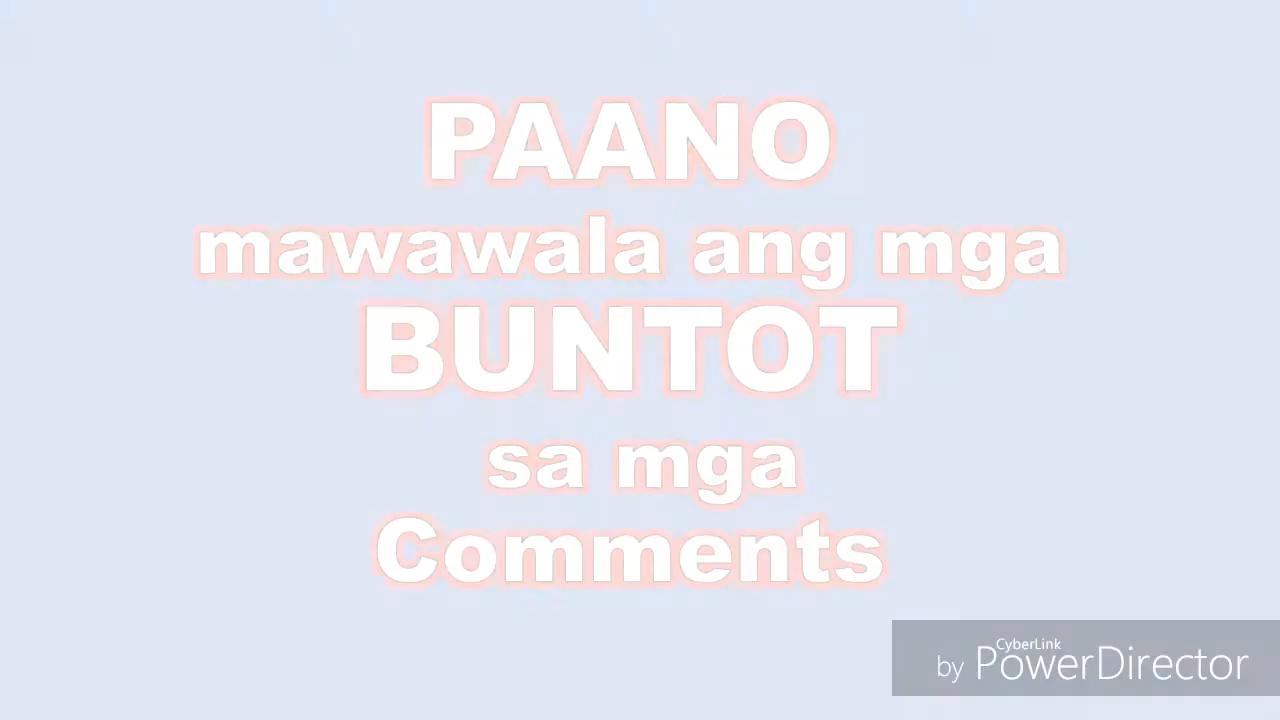 PAANO
mawawala ang mga
BUNTOT
sa mga
Comments
CyberLink
by PowerDirector